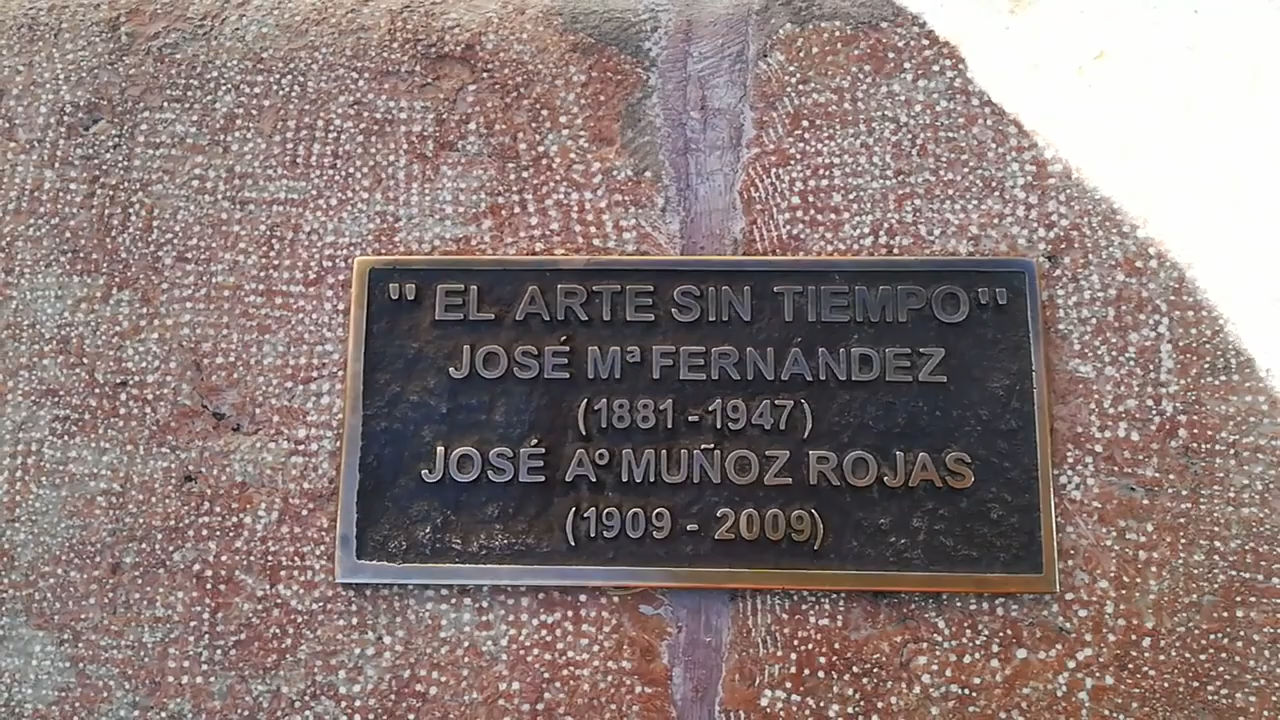 "EL ARTE SIN TIEMPO"
JOSÉ Mª FERNÁNDEZ
(1881 - 1947)
JOSÉ Aº MUÑOZ ROJAS
(1909 - 2009)